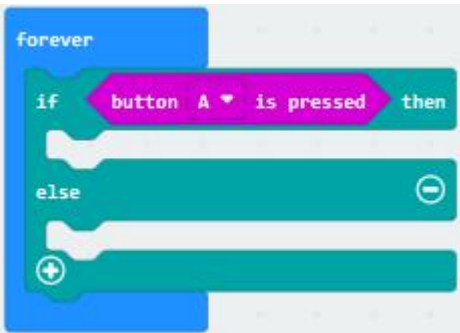 forever
if button A is pressed then
else